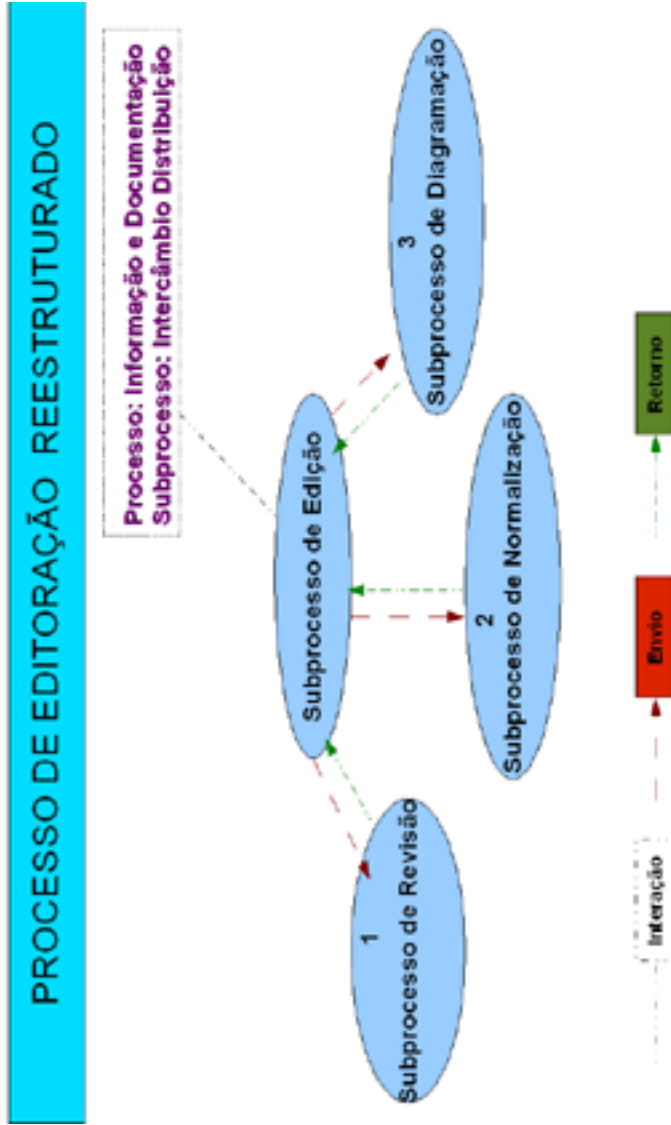 PROCESSO DE EDITORAÇÃO REESTRUTURADO
Processo: Informação e Documentação
Subprocesso: Intercâmbio Distribuição
Subprocesso de Edição
1
Subprocesso de Revisão
2
Subprocesso de Normalização
3
Subprocesso de Diagramação
Interação
Envio
Retorno